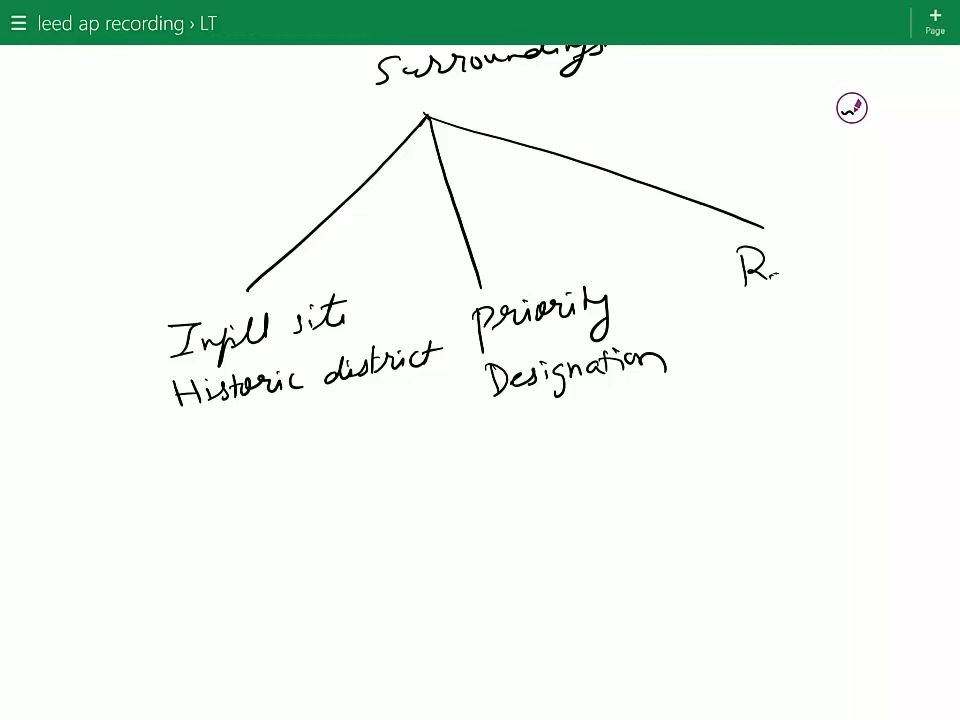 leed ap recording › LT
Page
Surroundings
Infill site
Historic district
Priority
Designation
R